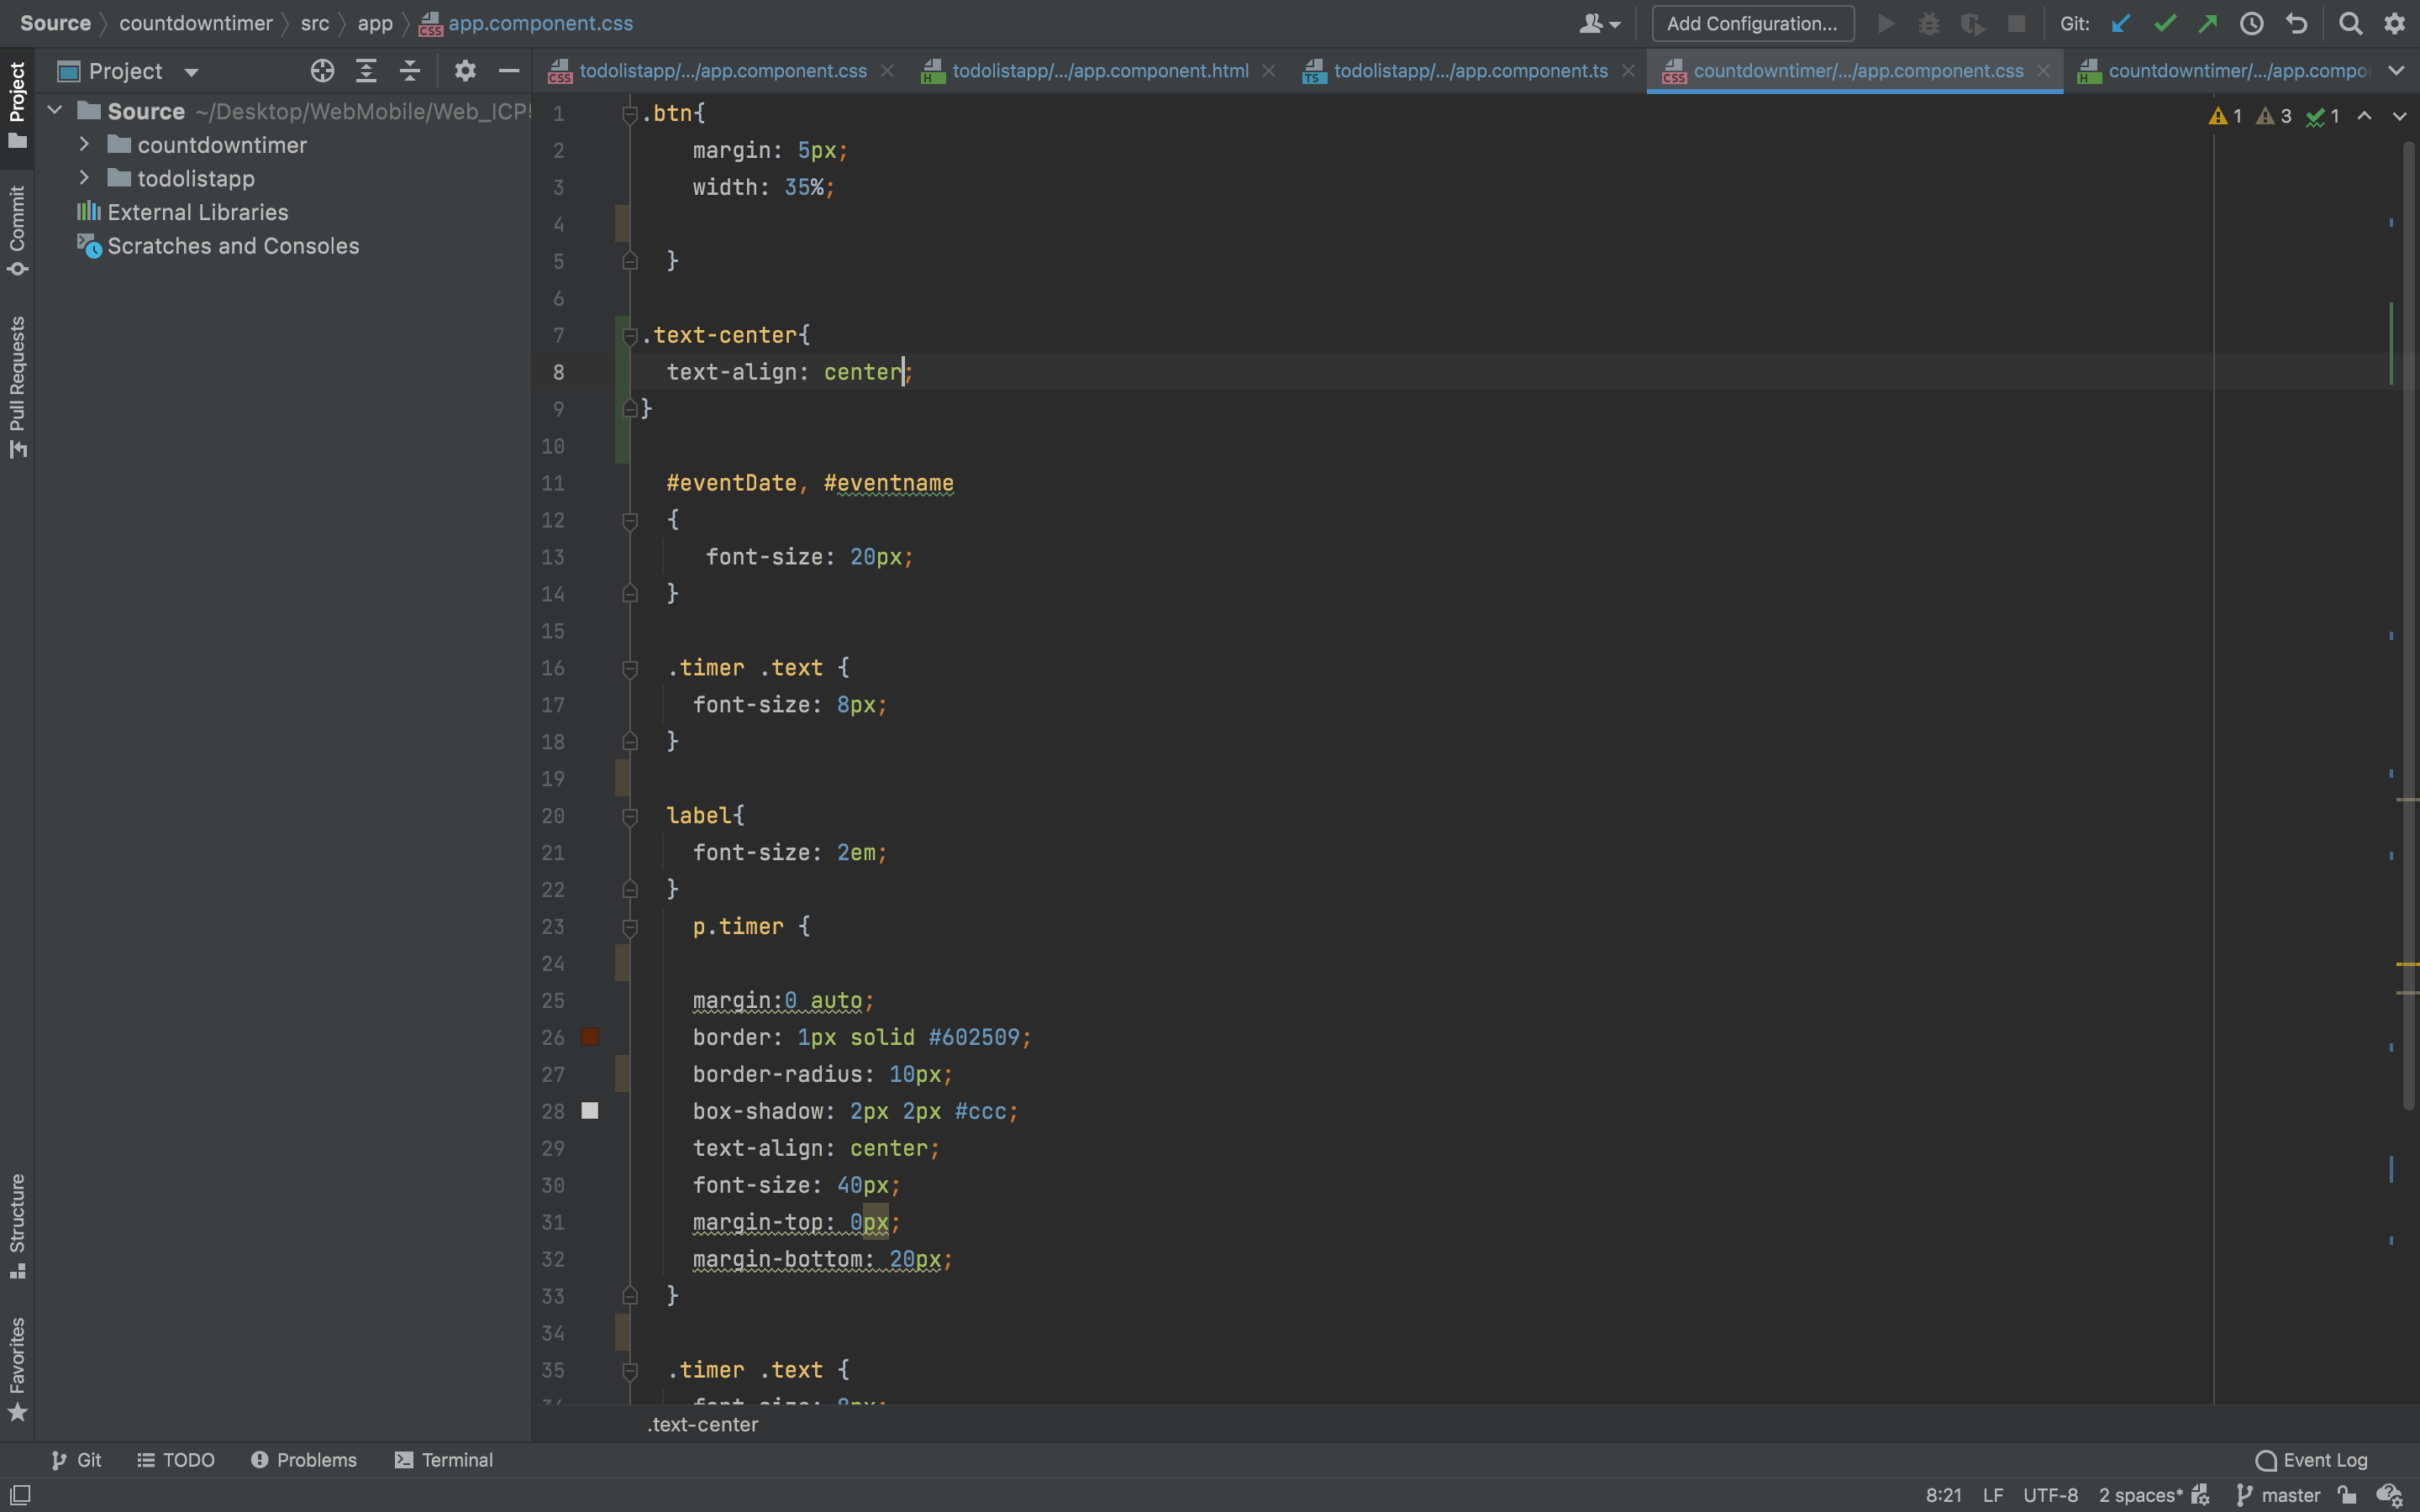 Source countdowntimer src app app.component.css
Add Configuration...
Git:
Project
todolistapp/.../app.component.css
todolistapp/.../app.component.html
todolistapp/.../app.component.ts
countdowntimer/.../app.component.css
countdowntimer/.../app.compo
Project
Commit
Pull Requests
Structure
Favorites
Source ~/Desktop/WebMobile/Web_ICP5
countdowntimer
todolistapp
External Libraries
Scratches and Consoles
1 3 1
1 .btn{
2 margin: 5px;
3 width: 35%;
4
5 }
6
7 .text-center{
8 text-align: center;
9 }
10
11 #eventDate, #eventname
12 {
13 font-size: 20px;
14 }
15
16 .timer .text {
17 font-size: 8px;
18 }
19
20 label{
21 font-size: 2em;
22 }
23 p.timer {
24
25 margin:0 auto;
26 border: 1px solid #602509;
27 border-radius: 10px;
28 box-shadow: 2px 2px #ccc;
29 text-align: center;
30 font-size: 40px;
31 margin-top: 0px;
32 margin-bottom: 20px;
33 }
34
35 .timer .text {
.text-center
Git TODO Problems Terminal
Event Log
8:21 LF UTF-8 2 spaces* master